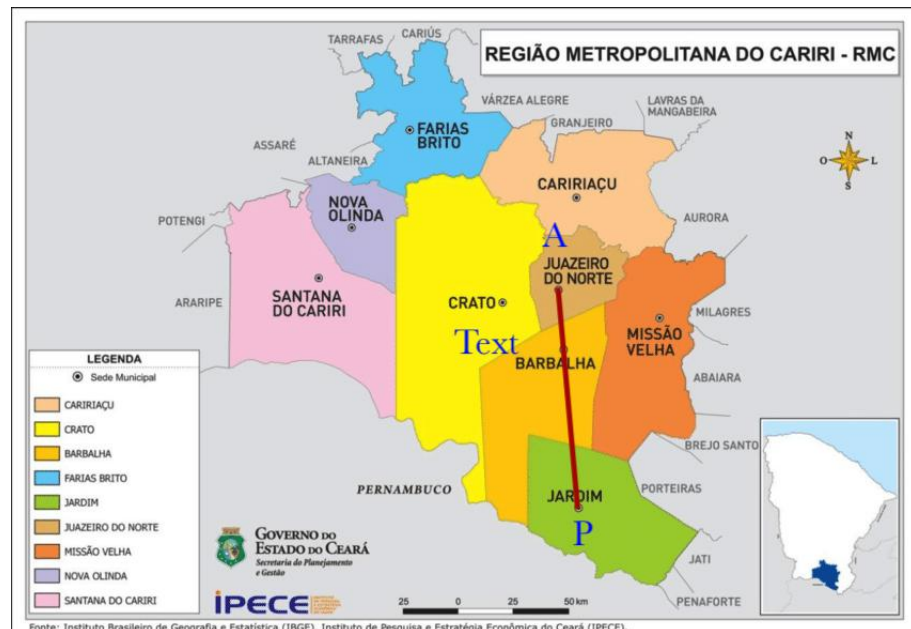 REGIÃO METROPOLITANA DO CARIRI - RMC
TARRAFAS
CARIÚS
VÁRZEA ALEGRE
LAVRAS DA
MANGABEIRA
GRANJEIRO
FARIAS
BRITO
ASSARÉ
ALTANEIRA
N
O
L
S
CARIRIAÇU
NOVA
OLINDA
POTENGI
AURORA
A
JUAZEIRO
DO NORTE
SANTANA
DO CARIRI
ARARIPE
CRATO
MILAGRES
MISSÃO
VELHA
Text
BARBALHA
ABAIARA
BREJO SANTO
PERNAMBUCO
JARDIM
PORTEIRAS
P
JATI
PENAFORTE
LEGENDA
Sede Municipal
CARIRIAÇU
CRATO
BARBALHA
FARIAS BRITO
JARDIM
JUAZEIRO DO NORTE
MISSÃO VELHA
NOVA OLINDA
SANTANA DO CARIRI
GOVERNO DO
ESTADO DO CEARÁ
Secretaria do Planejamento
e Gestão
iPECE
25 0 25 50 km
Fonte: Instituto Brasileiro de Geografia e Estatística (IBGE), Instituto de Pesquisa e Estratégia Econômica do Ceará (IPECE).